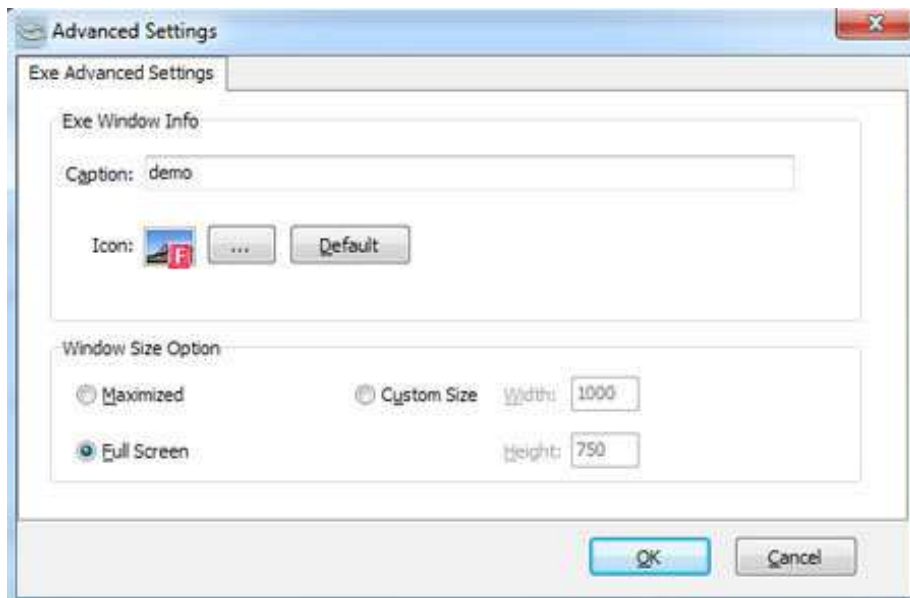 Advanced Settings
Exe Advanced Settings
Exe Window Info
Caption: demo
Icon: F ... Default
Window Size Option
Maximized Custom Size Width: 1000
Full Screen Height: 750
OK Cancel